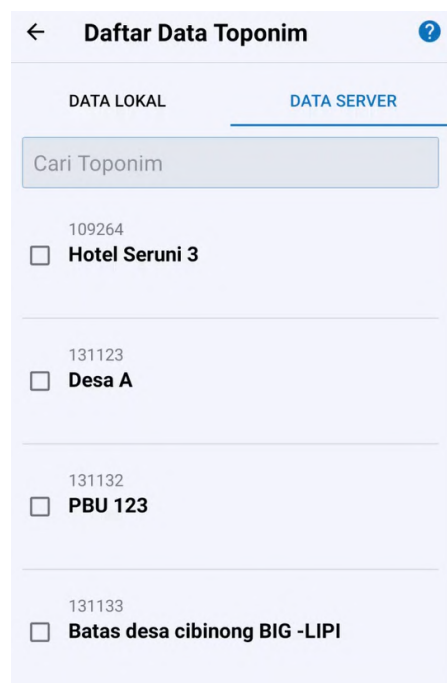 ← Daftar Data Toponim ?
DATA LOKAL DATA SERVER
Cari Toponim
109264
Hotel Seruni 3
131123
Desa A
131132
PBU 123
131133
Batas desa cibinong BIG -LIPI